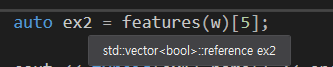 auto ex2 = features(w)[5];
std::vector<bool>::reference ex2